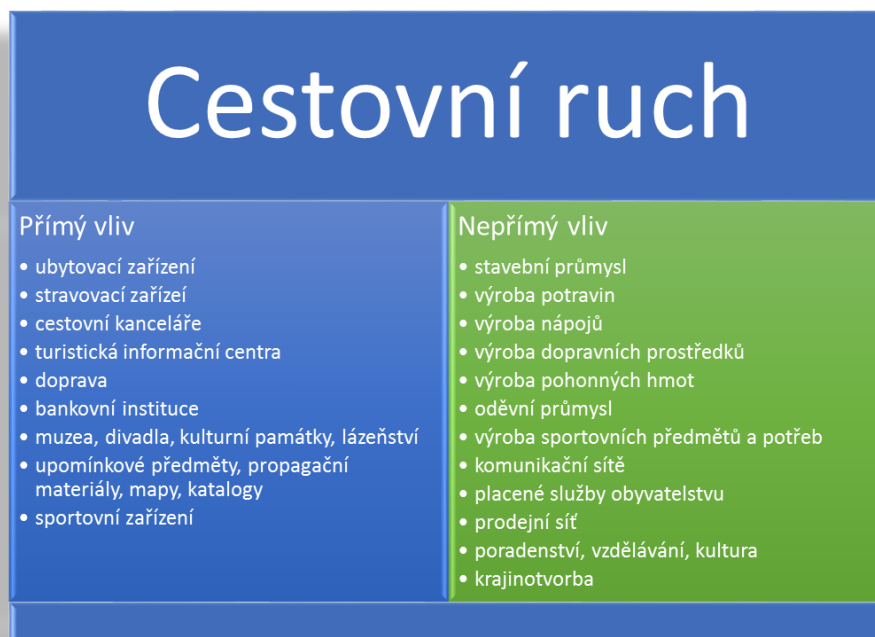 Cestovní ruch
Přímý vliv
• ubytovací zařízení
• stravovací zařízeí
• cestovní kanceláře
• turistická informační centra
• doprava
• bankovní instituce
• muzea, divadla, kulturní památky, lázeňství
• upomínkové předměty, propagační
materiály, mapy, katalogy
• sportovní zařízení
Nepřímý vliv
• stavební průmysl
• výroba potravin
• výroba nápojů
• výroba dopravních prostředků
• výroba pohonných hmot
• oděvní průmysl
• výroba sportovních předmětů a potřeb
• komunikační sítě
• placené služby obyvatelstvu
• prodejní síť
• poradenství, vzdělávání, kultura
• krajinotvorba